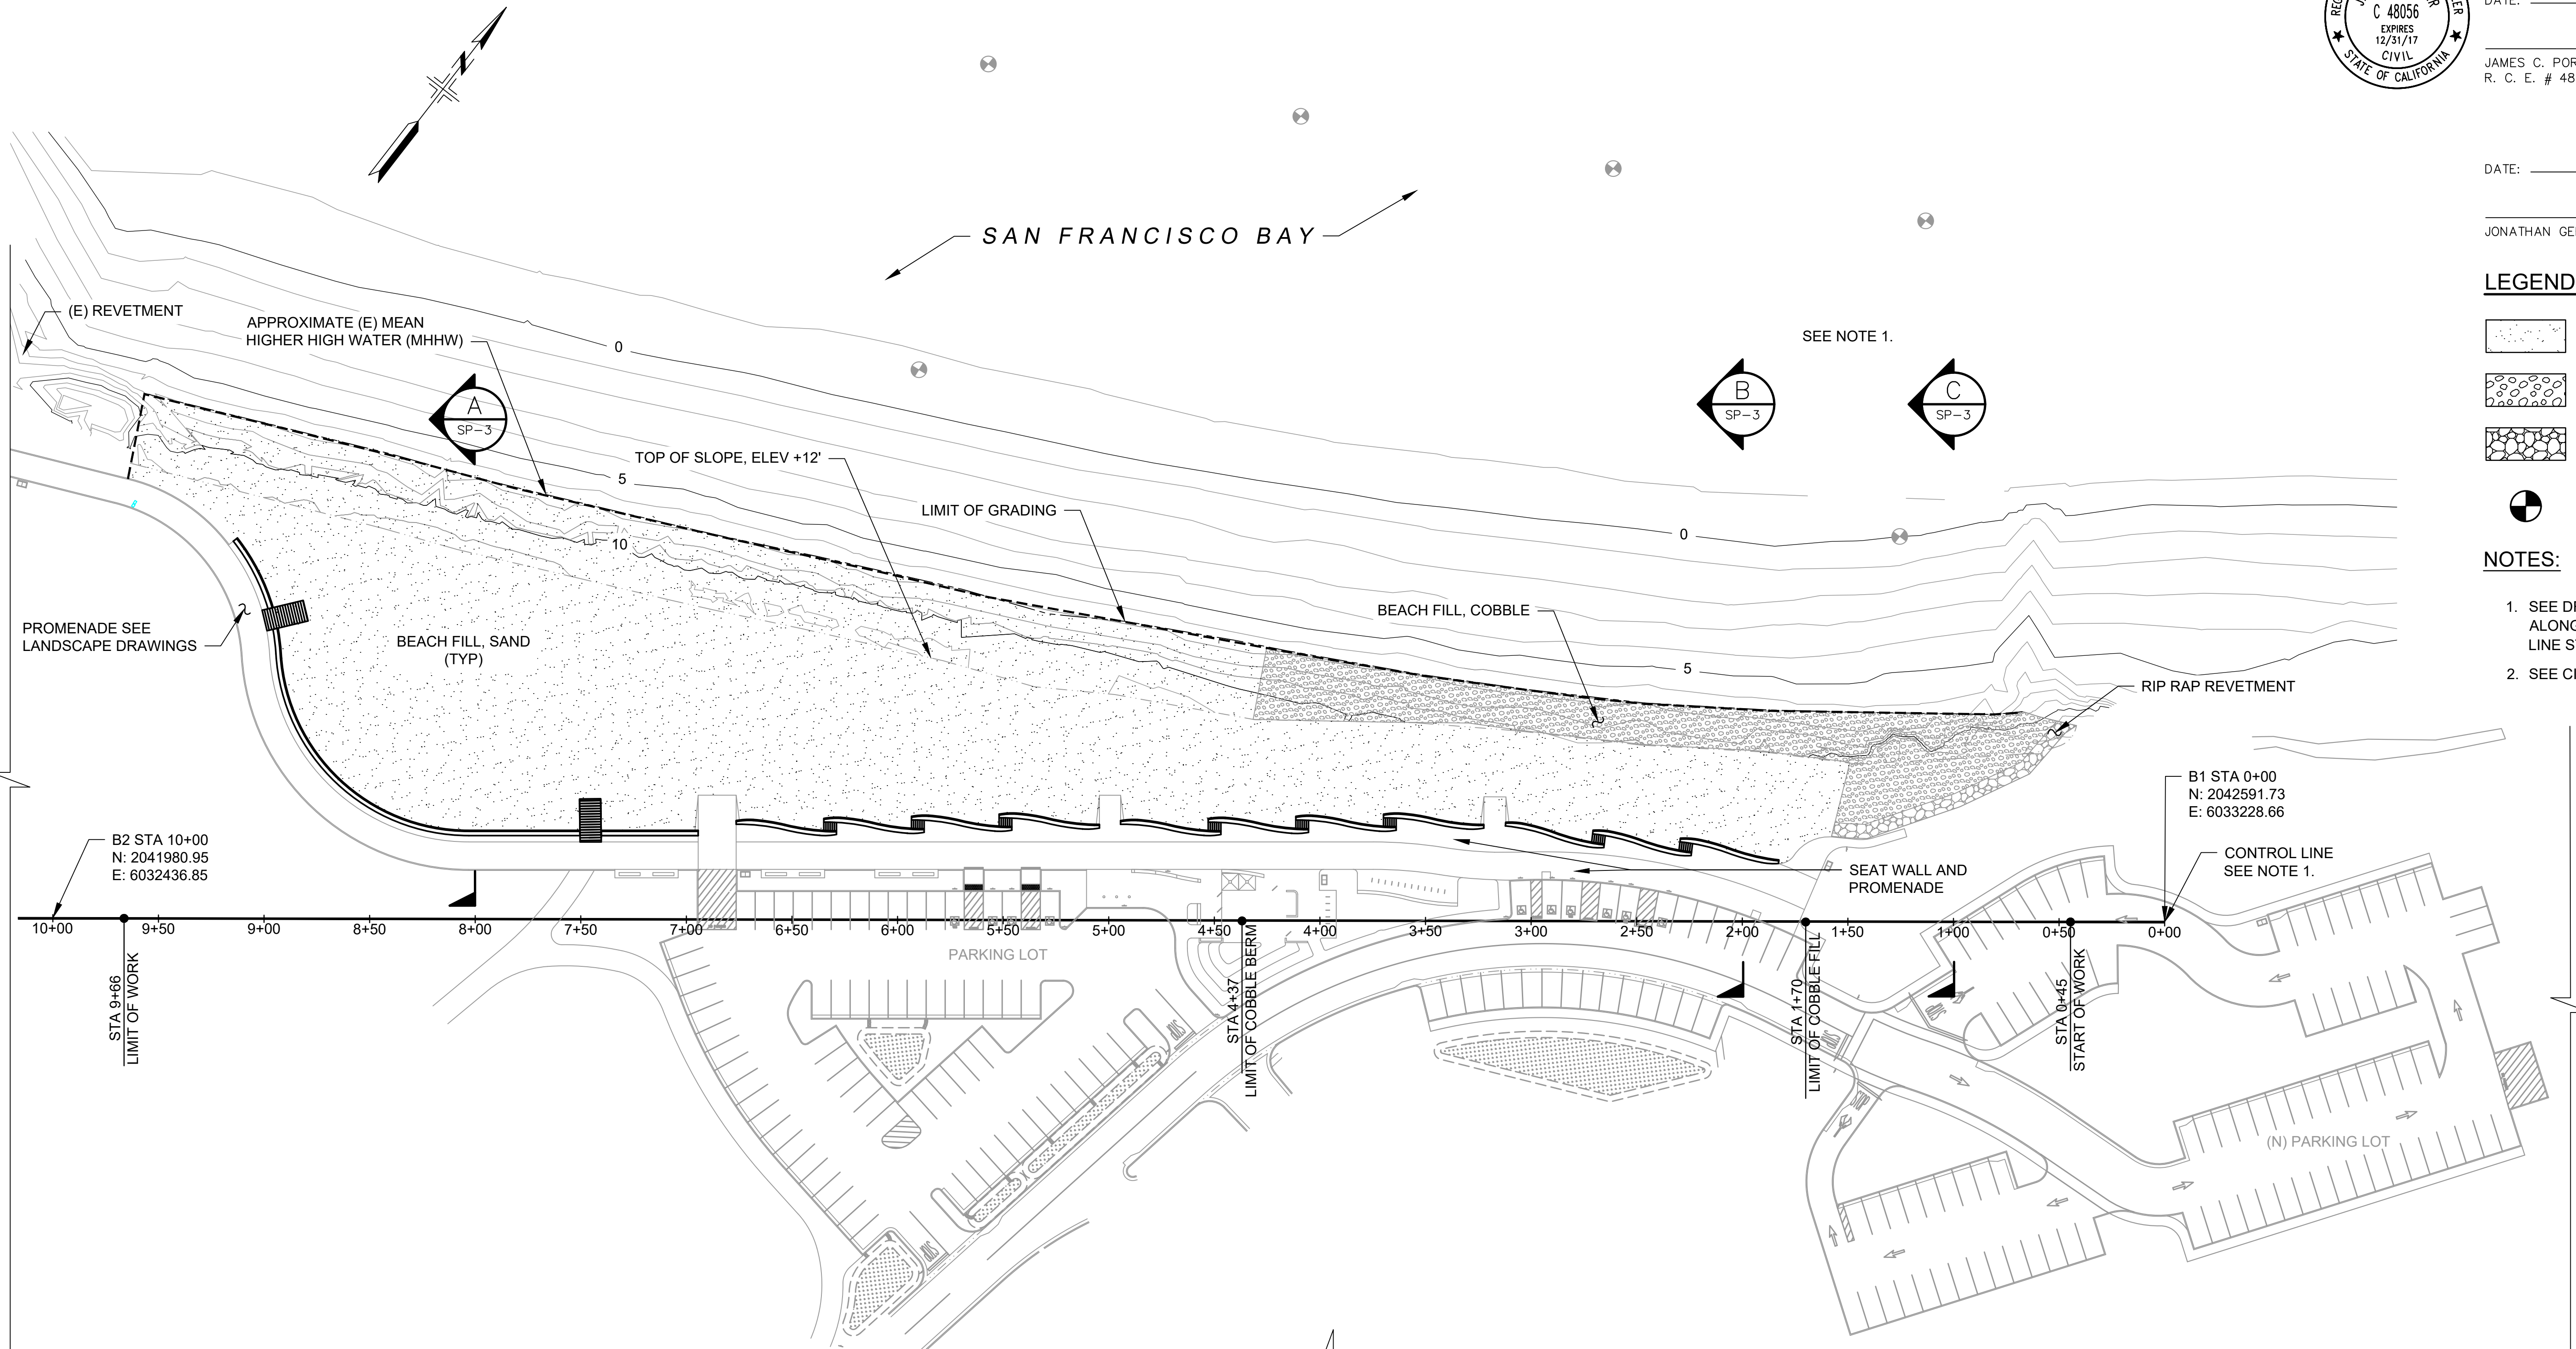 C 48056
EXPIRES
12/31/17
CIVIL
STATE OF CALIFORNIA
DATE:
JAMES C. POR
R. C. E. # 48
DATE:
JONATHAN GE
N
SAN FRANCISCO BAY
LEGEND
(E) REVETMENT
APPROXIMATE (E) MEAN
HIGHER HIGH WATER (MHHW)
0
SEE NOTE 1.
A
SP-3
B
SP-3
C
SP-3
TOP OF SLOPE, ELEV +12'
5
LIMIT OF GRADING
0
10
NOTES:
1. SEE DR
ALONG
LINE S
2. SEE CI
BEACH FILL, COBBLE
PROMENADE SEE
LANDSCAPE DRAWINGS
BEACH FILL, SAND
(TYP)
5
RIP RAP REVETMENT
B1 STA 0+00
N: 2042591.73
E: 6033228.66
B2 STA 10+00
N: 2041980.95
E: 6032436.85
CONTROL LINE
SEE NOTE 1.
SEAT WALL AND
PROMENADE
10+00
9+50
9+00
8+50
8+00
7+50
7+00
6+50
6+00
5+50
5+00
4+50
4+00
3+50
3+00
2+50
2+00
1+50
1+00
0+50
0+00
PARKING LOT
STA 9+66
LIMIT OF WORK
STA 4+37
LIMIT OF COBBLE BERM
STA 1+70
LIMIT OF COBBLE FILL
STA 0+45
START OF WORK
STOP
STOP
STOP
STOP
STOP
(N) PARKING LOT